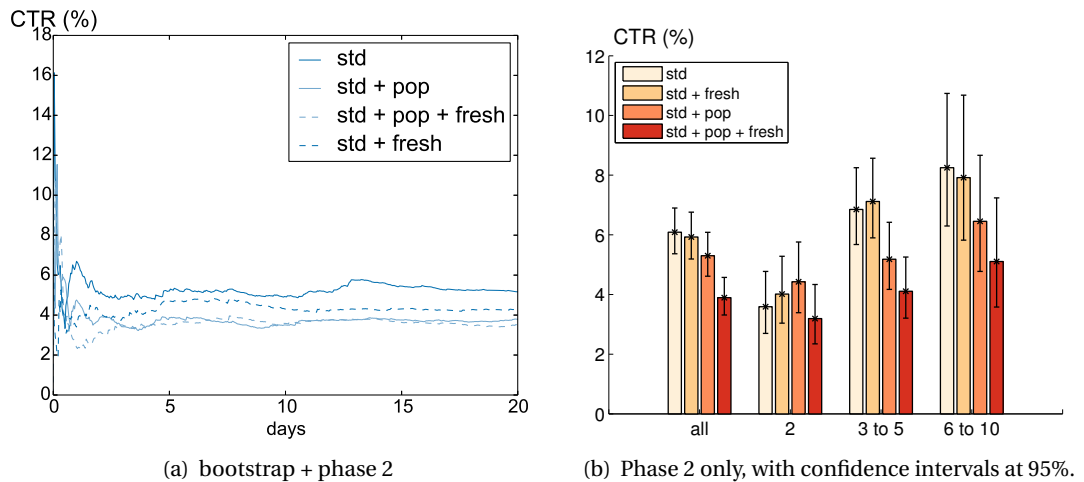 CTR (%)
18
16
14
12
10
8
6
4
2
0
std
std + pop
std + pop + fresh
std + fresh
0
5
10
15
20
days
(a) bootstrap + phase 2
CTR (%)
12
10
8
6
4
2
0
std
std + fresh
std + pop
std + pop + fresh
all
2
3 to 5
6 to 10
(b) Phase 2 only, with confidence intervals at 95%.